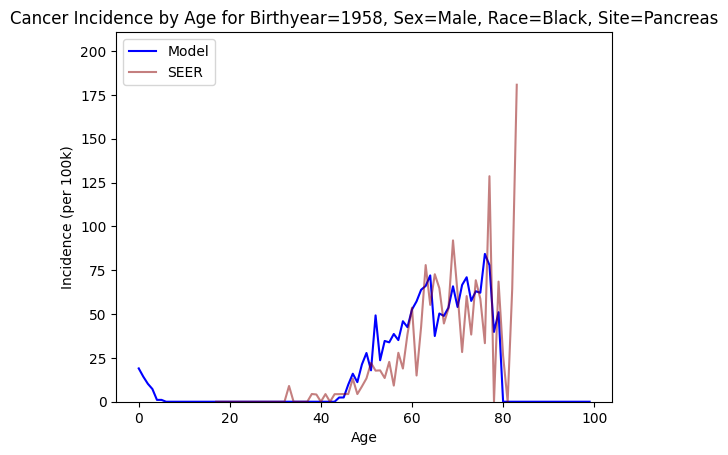 Cancer Incidence by Age for Birthyear=1958, Sex=Male, Race=Black, Site=Pancreas
Model
SEER
Incidence (per 100k)
200
175
150
125
100
75
50
25
0
0 20 40 60 80 100
Age